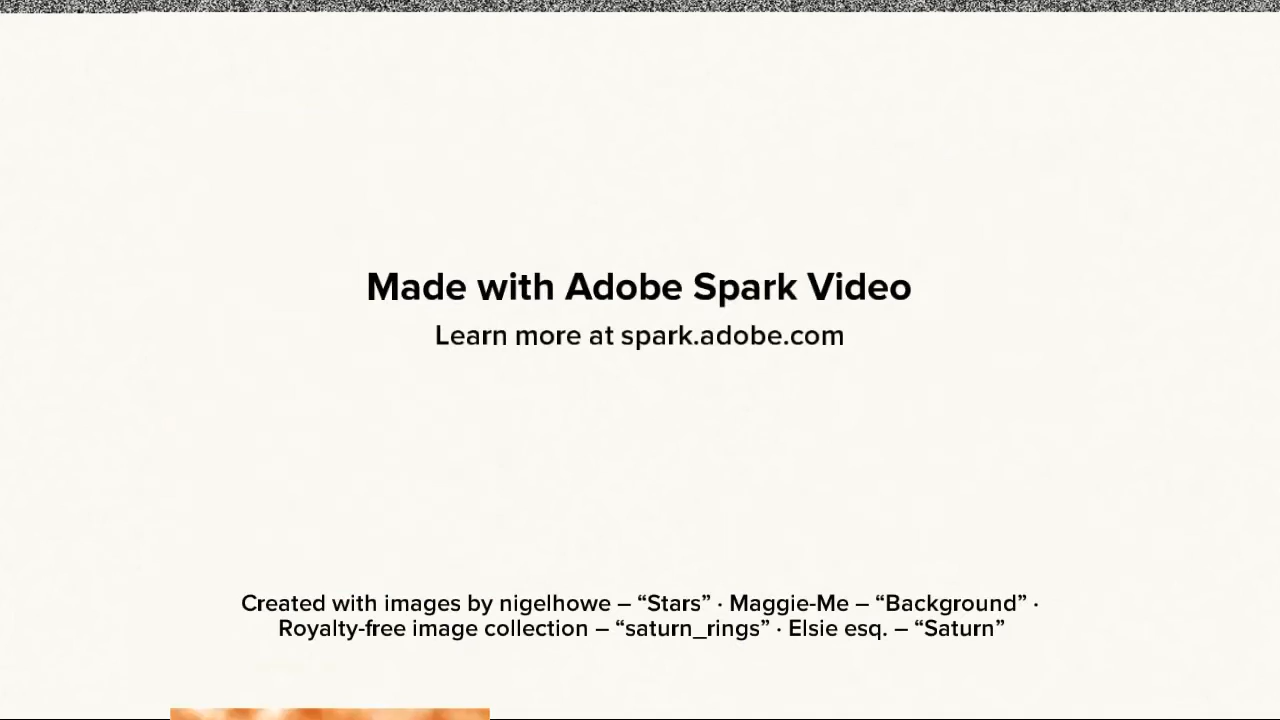 Made with Adobe Spark Video
Learn more at spark.adobe.com
Created with images by nigelhowe – “Stars” · Maggie-Me – “Background” ·
Royalty-free image collection – “saturn_rings” · Elsie esq. – “Saturn”